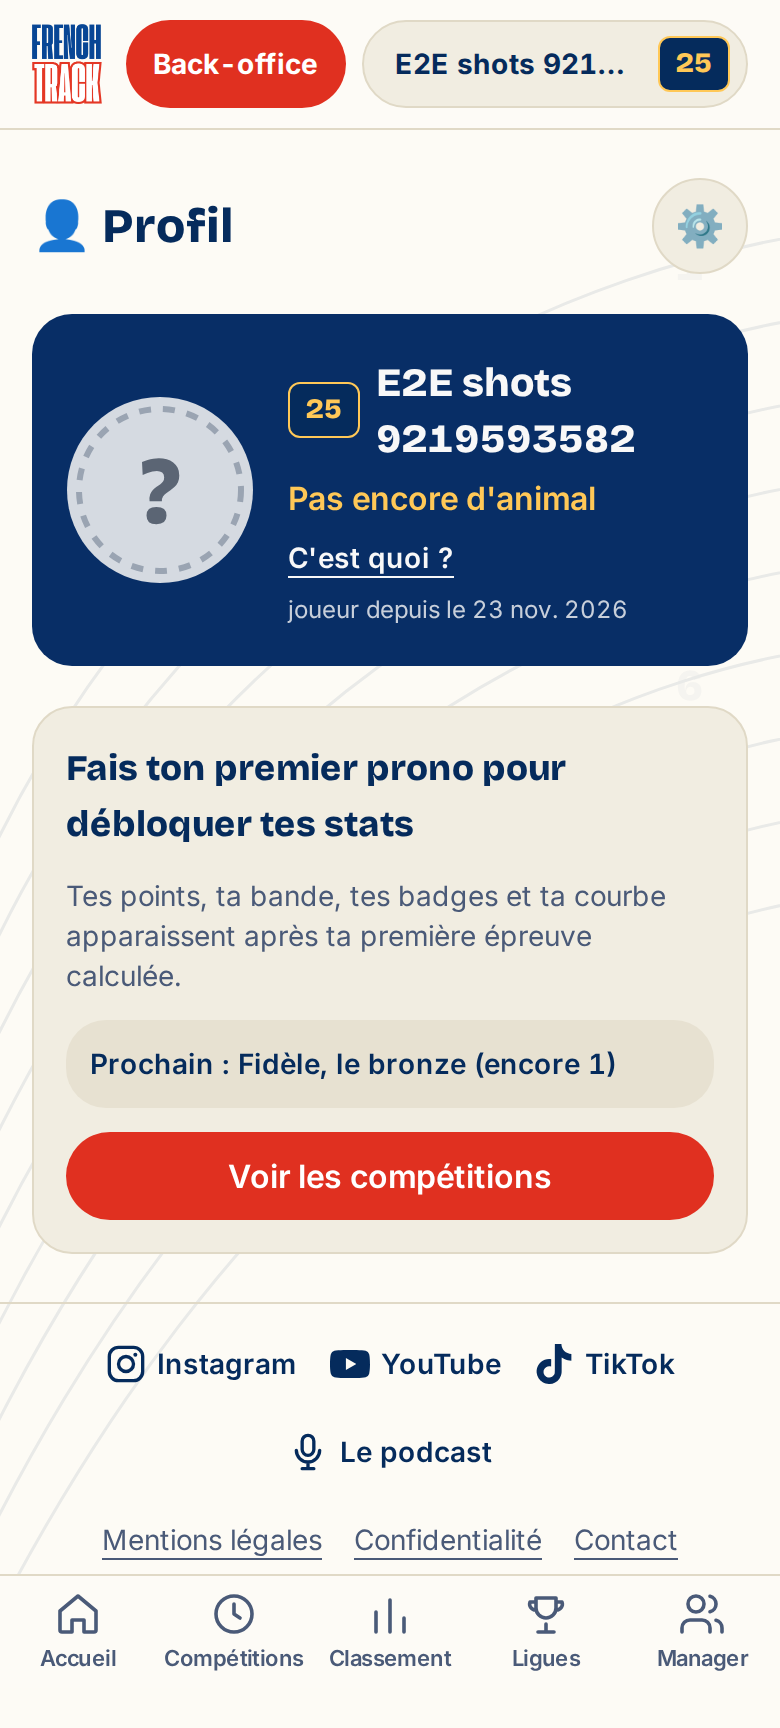 FRENCH
TRACK
Back-office
E2E shots 921...
25
Profil
25
E2E shots
9219593582
?
Pas encore d'animal
C'est quoi ?
joueur depuis le 23 nov. 2026
6
Fais ton premier prono pour
débloquer tes stats
Tes points, ta bande, tes badges et ta courbe
apparaissent après ta première épreuve
calculée.
Prochain : Fidèle, le bronze (encore 1)
Voir les compétitions
Instagram
YouTube
TikTok
Le podcast
Mentions légales
Confidentialité
Contact
Accueil
Compétitions
Classement
Ligues
Manager